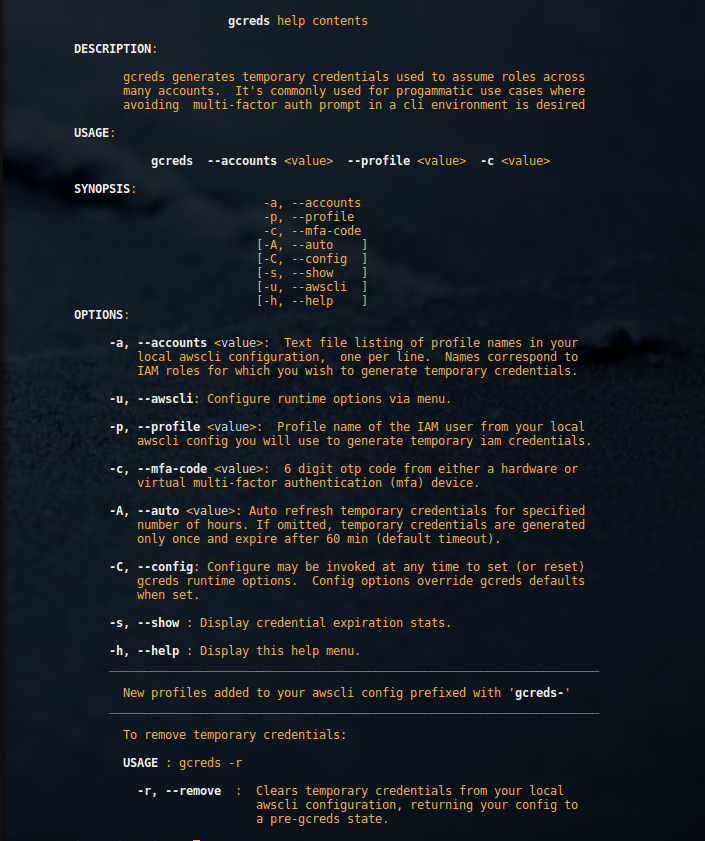 gcreds help contents
DESCRIPTION:
gcreds generates temporary credentials used to assume roles across
many accounts.  It's commonly used for progammatic use cases where
avoiding  multi-factor auth prompt in a cli environment is desired
USAGE:
gcreds  --accounts <value>  --profile <value>  -c <value>
SYNOPSIS:
-a, --accounts
-p, --profile
-c, --mfa-code
[-A, --auto    ]
[-C, --config  ]
[-s, --show    ]
[-u, --awscli  ]
[-h, --help    ]
OPTIONS:
-a, --accounts <value>:  Text file listing of profile names in your
local awscli configuration,  one per line.  Names correspond to
IAM roles for which you wish to generate temporary credentials.
-u, --awscli: Configure runtime options via menu.
-p, --profile <value>:  Profile name of the IAM user from your local
awscli config you will use to generate temporary iam credentials.
-c, --mfa-code <value>:  6 digit otp code from either a hardware or
virtual multi-factor authentication (mfa) device.
-A, --auto <value>: Auto refresh temporary credentials for specified
number of hours. If omitted, temporary credentials are generated
only once and expire after 60 min (default timeout).
-C, --config: Configure may be invoked at any time to set (or reset)
gcreds runtime options.  Config options override gcreds defaults
when set.
-s, --show : Display credential expiration stats.
-h, --help : Display this help menu.
New profiles added to your awscli config prefixed with 'gcreds-'
To remove temporary credentials:
USAGE : gcreds -r
-r, --remove  :  Clears temporary credentials from your local
awscli configuration, returning your config to
a pre-gcreds state.